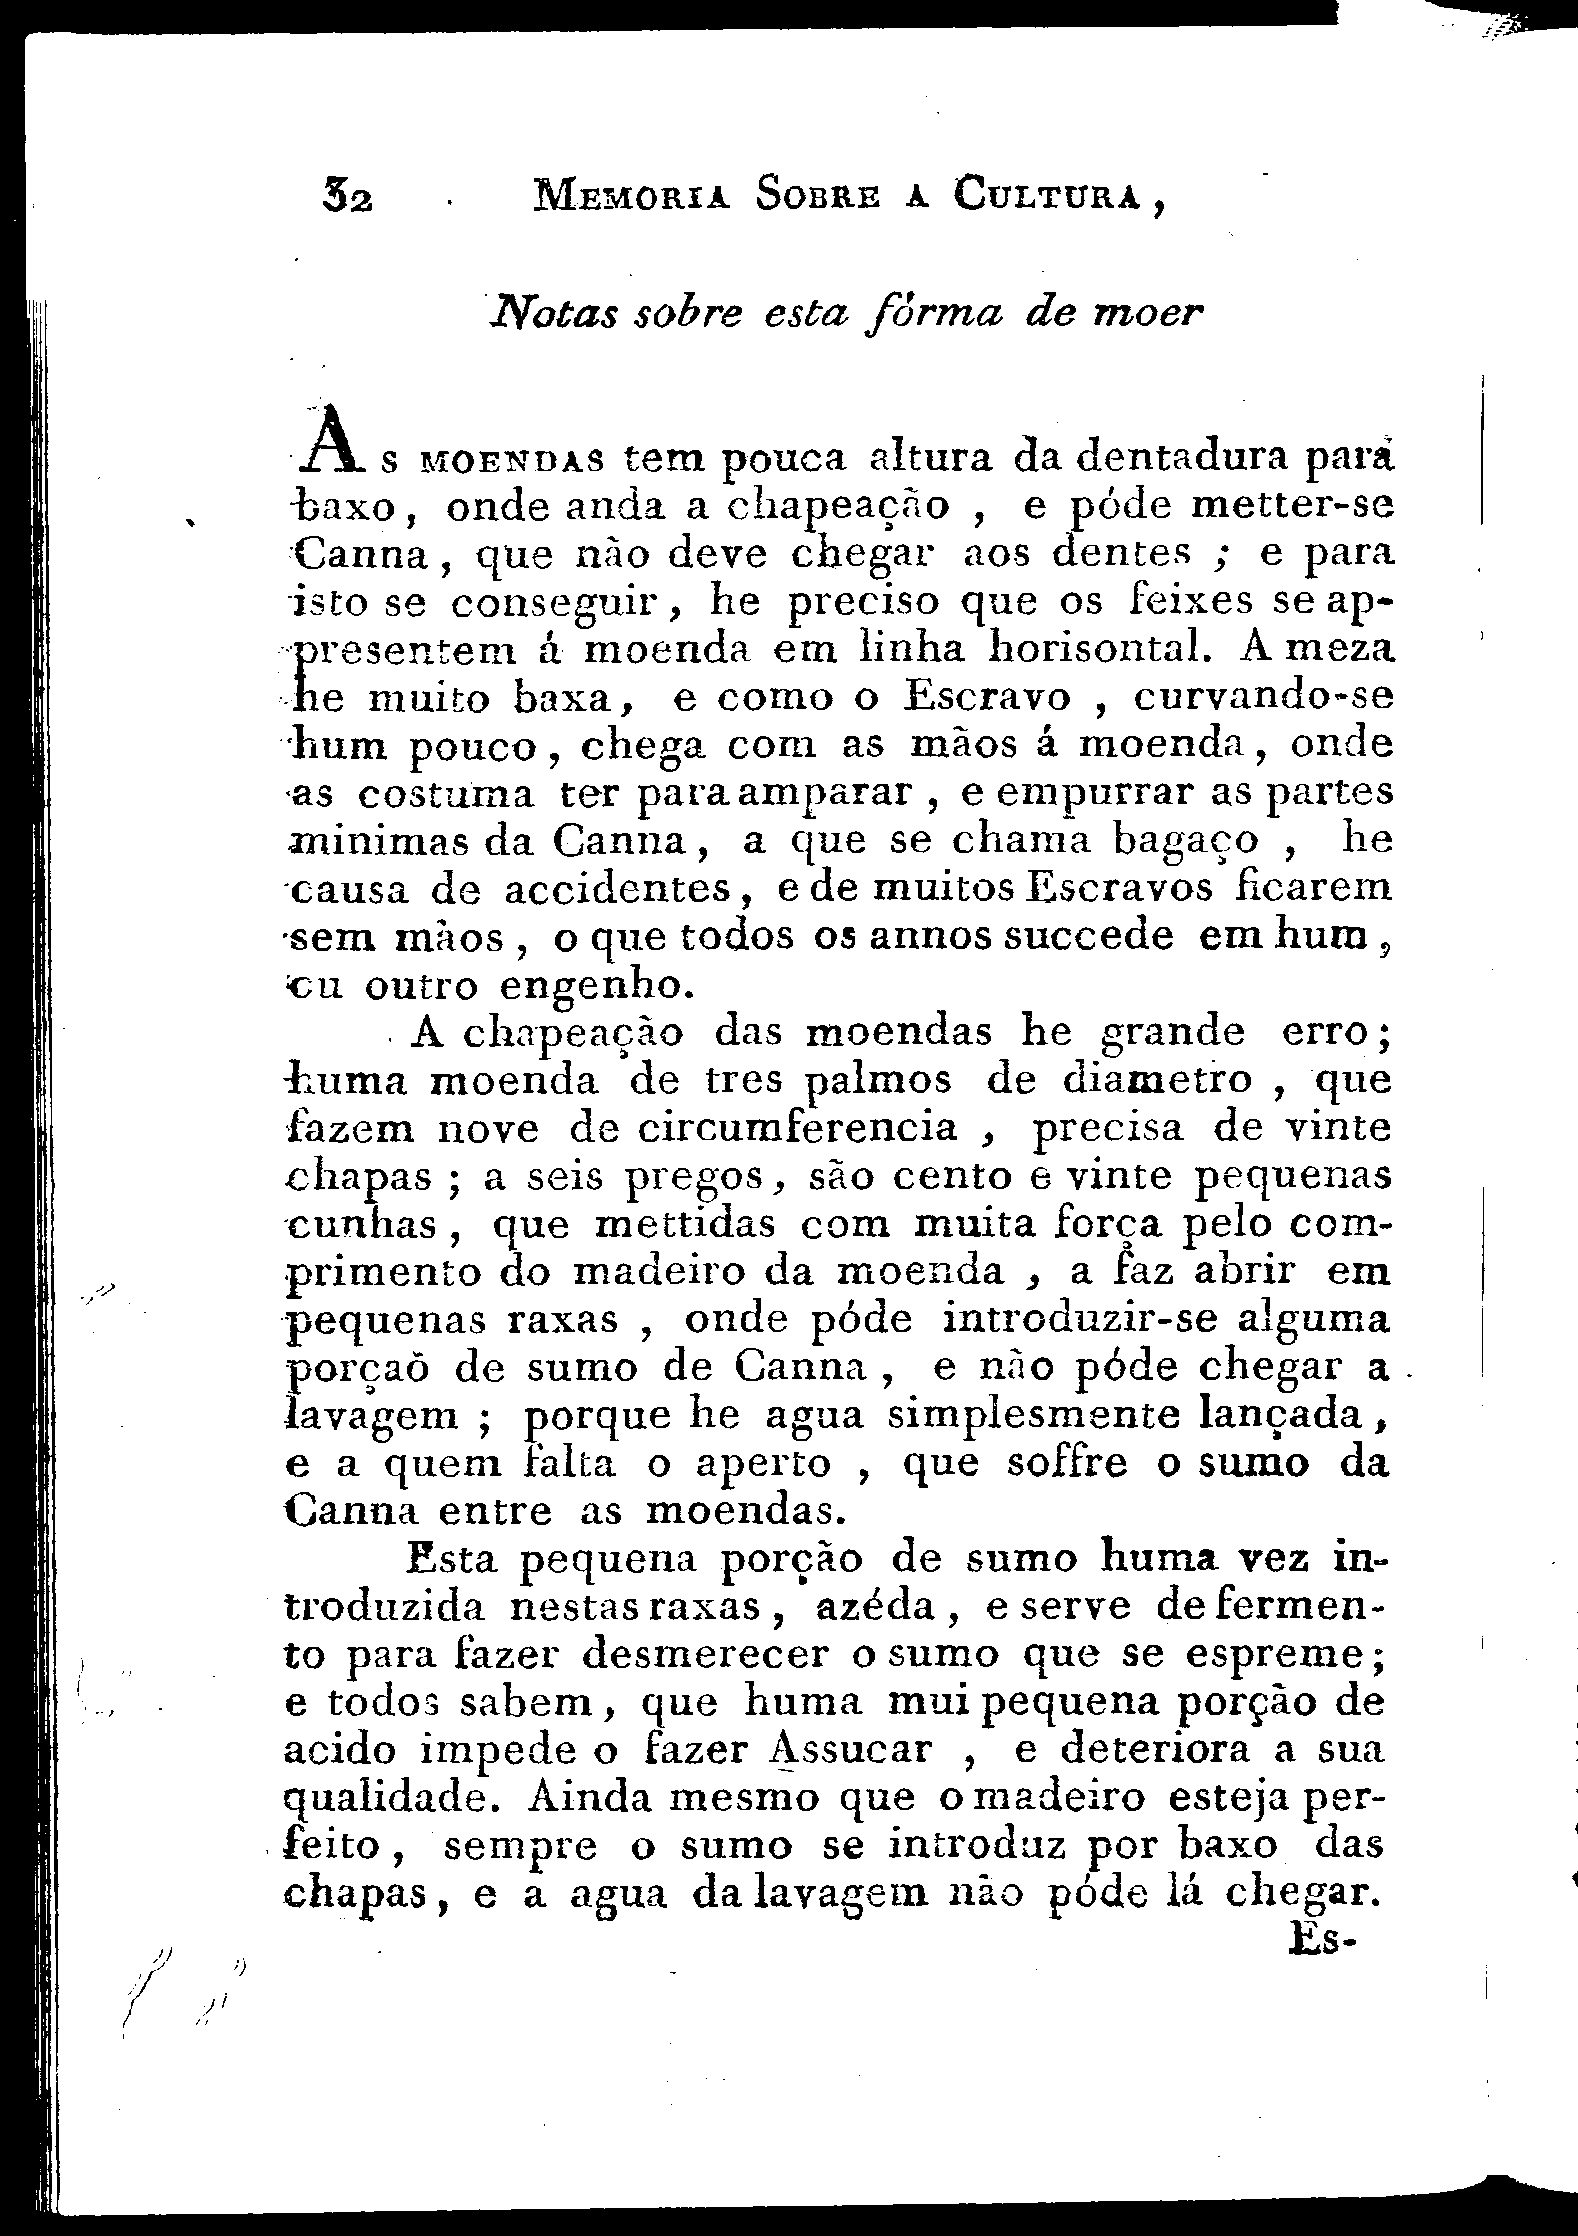 32 MEMORIA SOBRE A CULTURA,
Notas sobre esta fórma de moer
AS MOENDAS tem pouca altura da dentadura para
baxo, onde anda a chapeação, e póde metter-se
Canna, que não deve chegar aos dentes; e para
isto se conseguir, he preciso que os feixes se ap-
presentem á moenda em linha horisontal. A meza
he muito baxa, e como o Escravo, curvando-se
hum pouco, chega com as mãos á moenda, onde
as costuma ter para amparar, e empurrar as partes
minimas da Canna, a que se chama bagaço, he
causa de accidentes, e de muitos Escravos ficarem
sem mãos, o que todos os annos succede em hum,
ou outro engenho.
A chapeação das moendas he grande erro;
huma moenda de tres palmos de diametro, que
fazem nove de circumferencia, precisa de vinte
chapas; a seis pregos, são cento e vinte pequenas
cunhas, que mettidas com muita força pelo com-
primento do madeiro da moenda, a faz abrir em
pequenas raxas, onde póde introduzir-se alguma
porçaõ de sumo de Canna, e não póde chegar a
lavagem; porque he agua simplesmente lançada,
e a quem falta o aperto, que soffre o sumo da
Canna entre as moendas.
Esta pequena porção de sumo huma vez in-
troduzida nestas raxas, azéda, e serve de fermen-
to para fazer desmerecer o sumo que se espreme;
e todos sabem, que huma mui pequena porção de
acido impede o fazer Assucar, e deteriora a sua
qualidade. Ainda mesmo que o madeiro esteja per-
feito, sempre o sumo se introduz por baxo das
chapas, e a agua da lavagem não póde lá chegar.
Es-